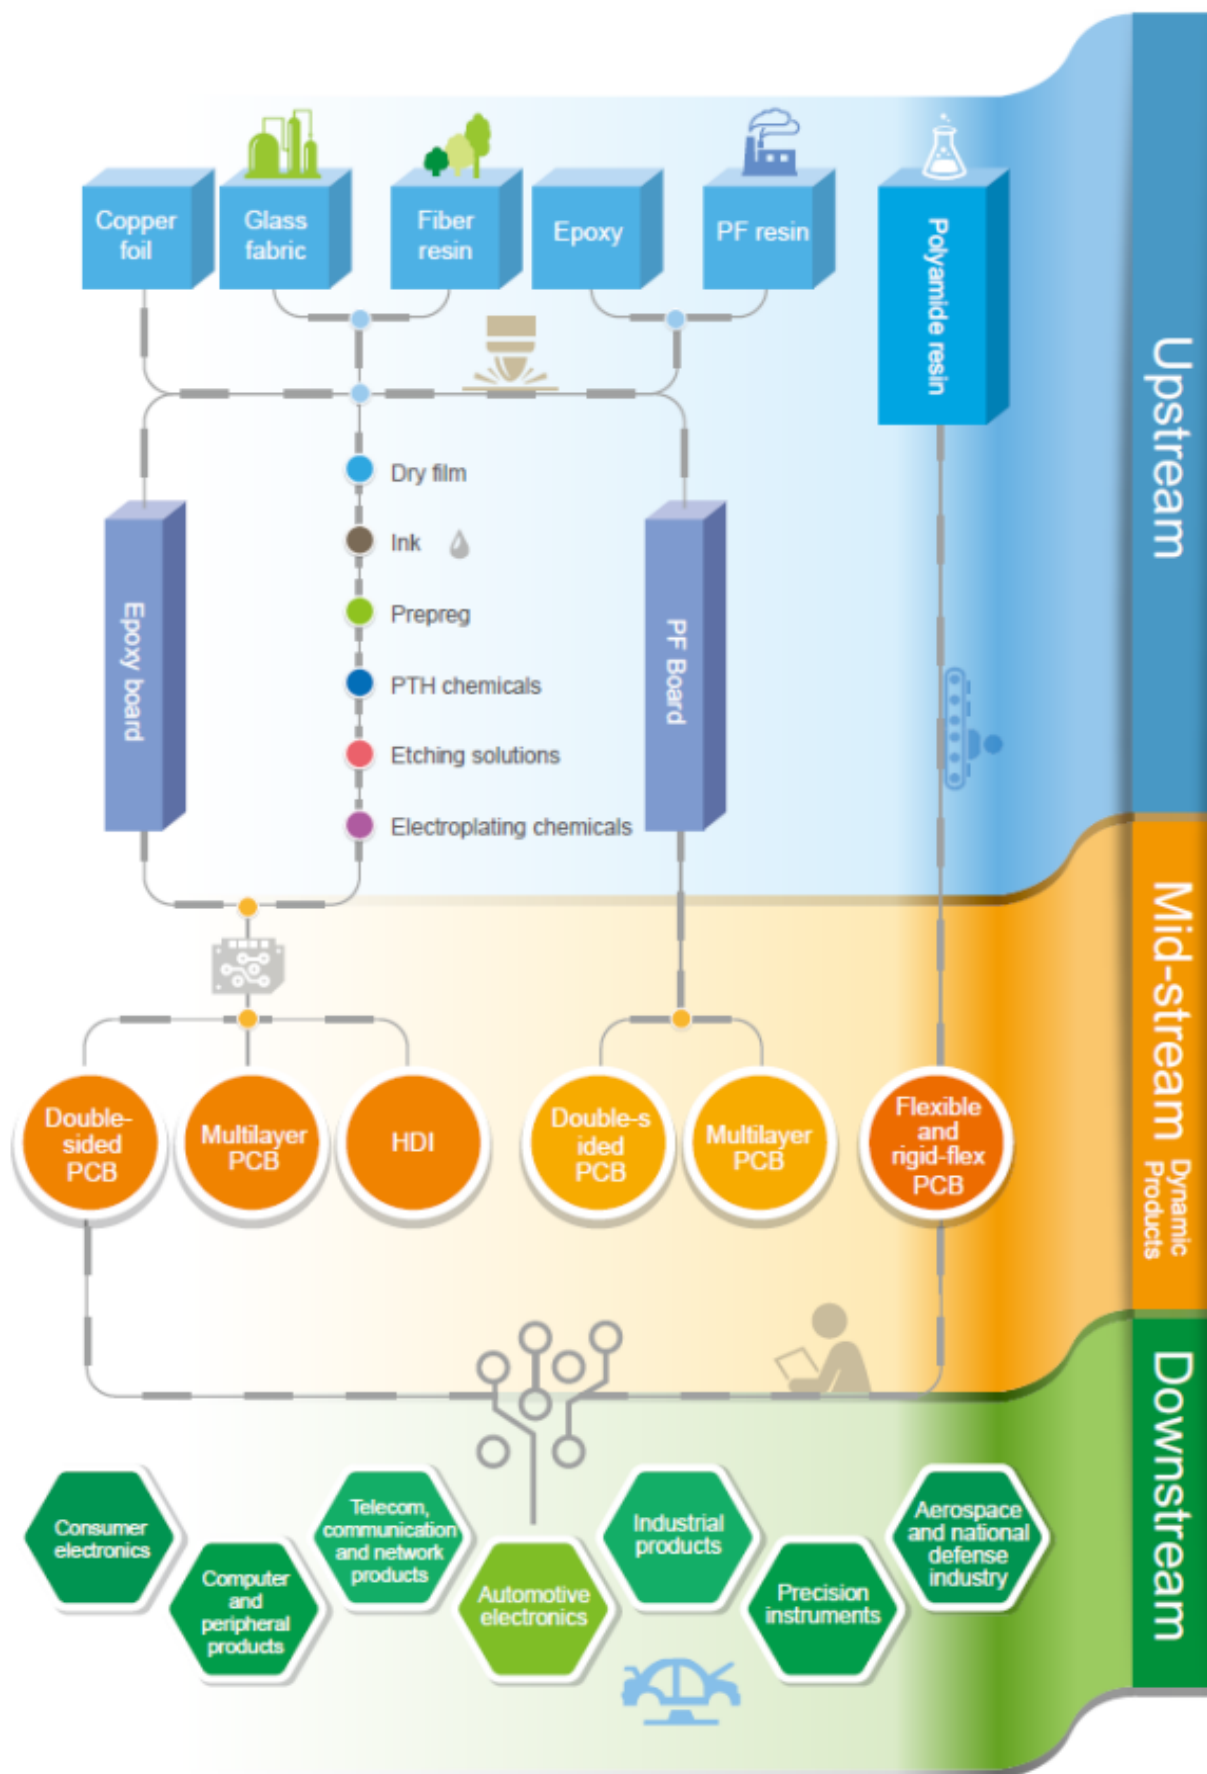 Copper
foil
Glass
fabric
Fiber
resin
Epoxy
PF resin
Polyamide resin
Upstream
Dry film
Ink
Prepreg
PTH chemicals
Etching solutions
Electroplating chemicals
Epoxy board
PF Board
Mid-stream
Dynamic
Products
Double-
sided
PCB
Multilayer
PCB
HDI
Double-s
ided
PCB
Multilayer
PCB
Flexible
and
rigid-flex
PCB
Downstream
Consumer
electronics
Computer
and
peripheral
products
Telecom,
communication
and network
products
Automotive
electronics
Industrial
products
Precision
instruments
Aerospace
and national
defense
industry